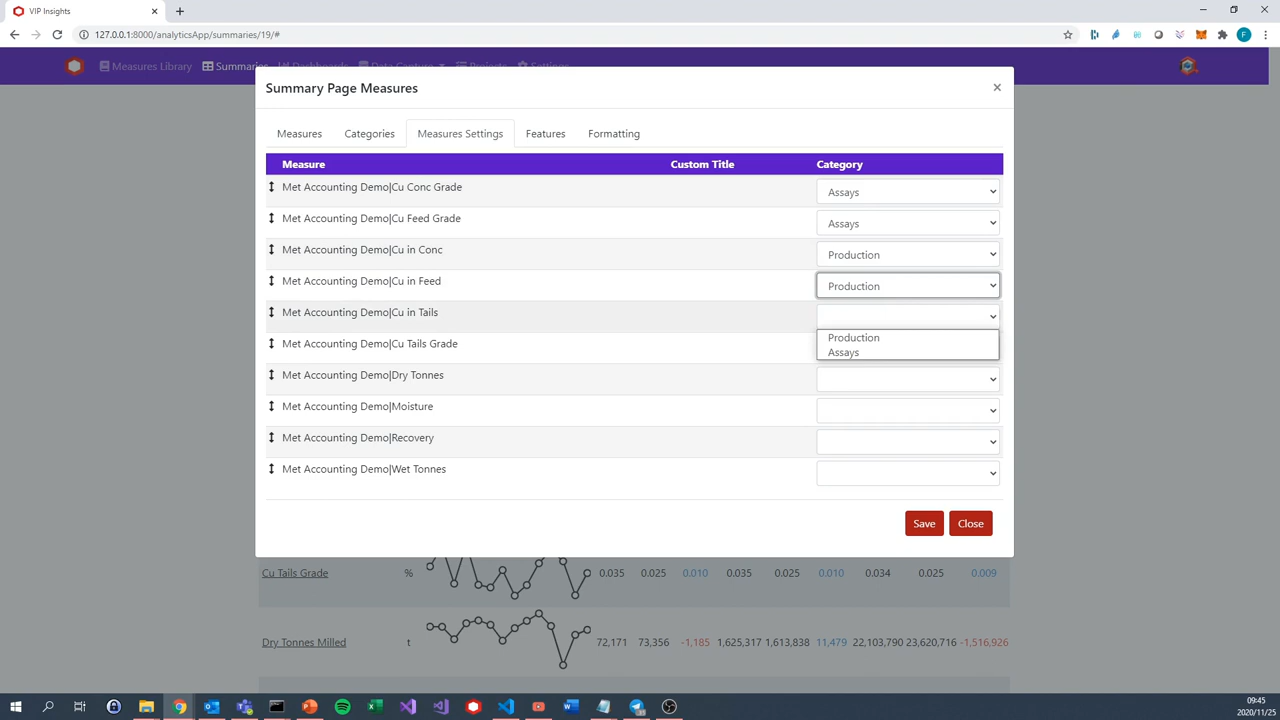 VIP Insights
127.0.0.1:8000/analyticsApp/summaries/19/#
F
Measures Library Summaries Dashboards Data Capture Projects Settings
Summary Page Measures
Measures Categories Measures Settings Features Formatting
Measure Custom Title Category
Met Accounting Demo|Cu Conc Grade Assays
Met Accounting Demo|Cu Feed Grade Assays
Met Accounting Demo|Cu in Conc Production
Met Accounting Demo|Cu in Feed Production
Met Accounting Demo|Cu in Tails
Production
Met Accounting Demo|Cu Tails Grade
Assays
Met Accounting Demo|Dry Tonnes
Met Accounting Demo|Moisture
Met Accounting Demo|Recovery
Met Accounting Demo|Wet Tonnes
Save Close
Cu Tails Grade % 0.035 0.025 0.010 0.035 0.025 0.010 0.034 0.025 0.009
Dry Tonnes Milled t 72,171 73,356 -1,185 1,625,317 1,613,838 11,479 22,103,790 23,620,716 -1,516,926
09:45
2020/11/25